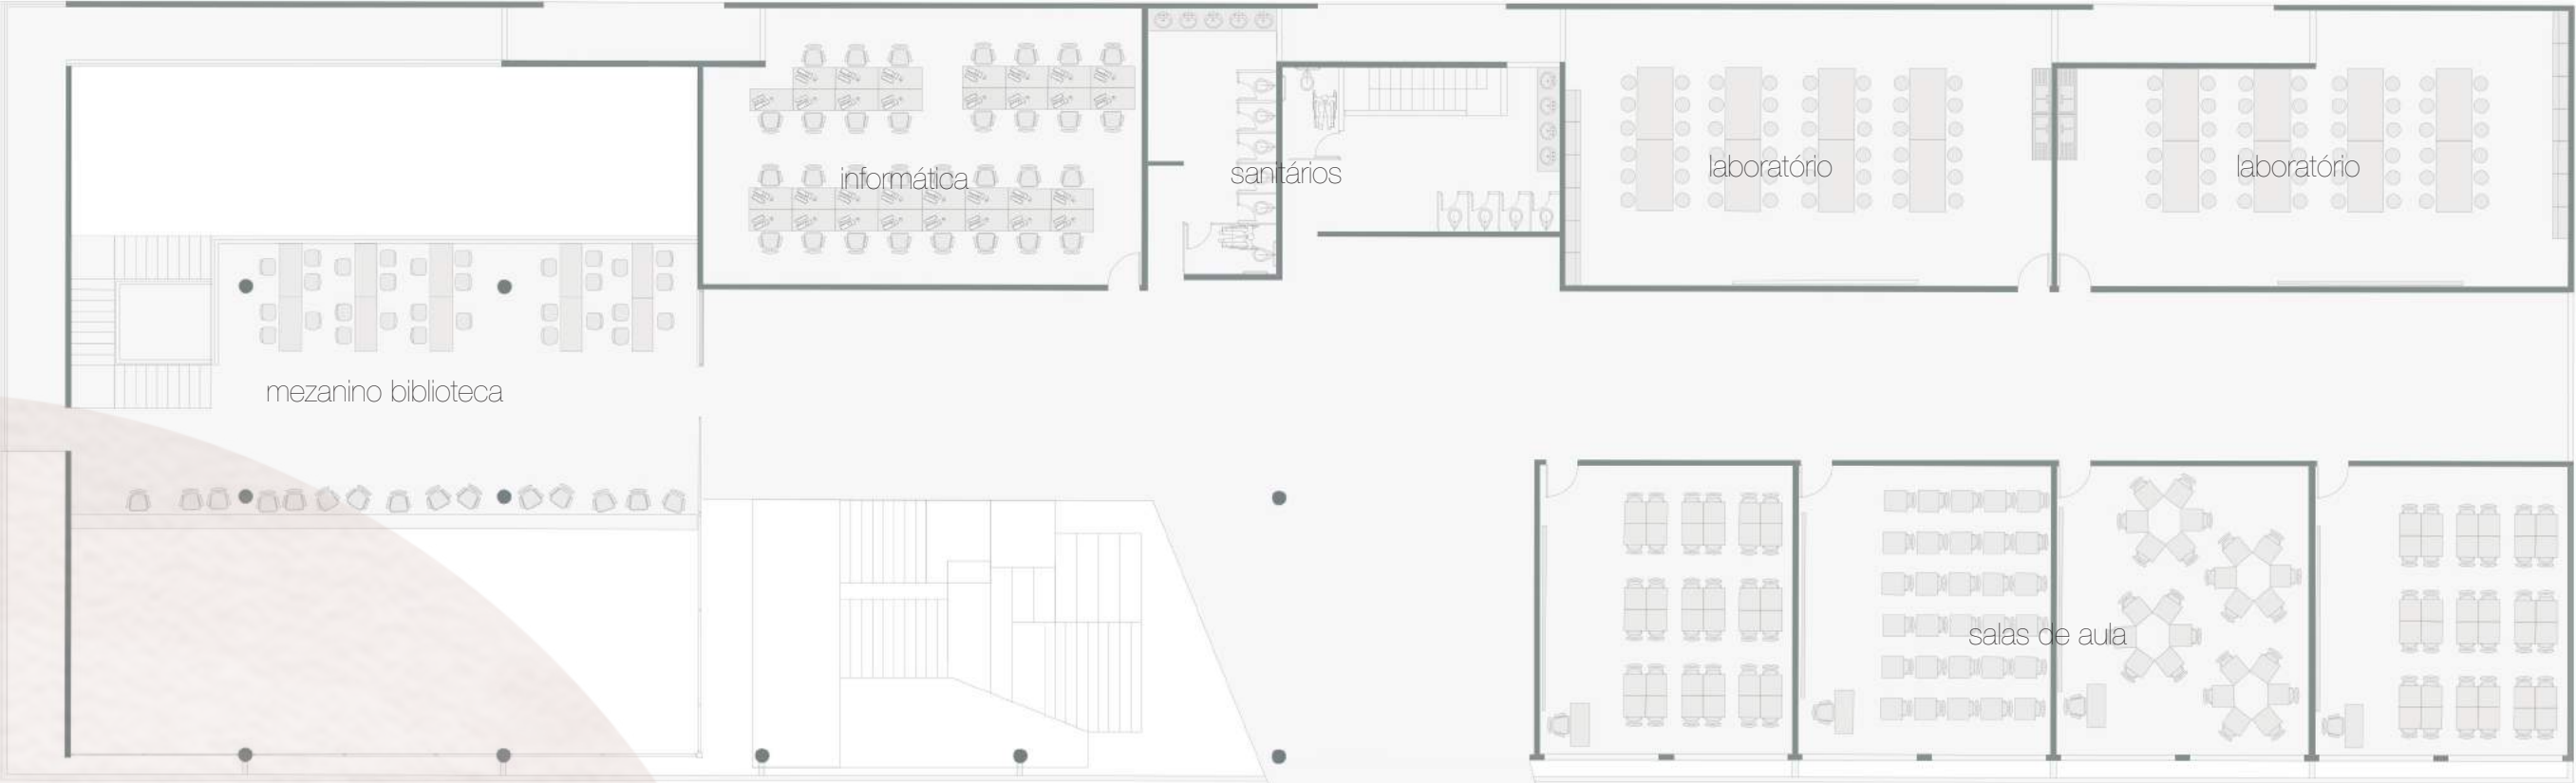 informática
sanitários
laboratório
laboratório
mezanino biblioteca
salas de aula